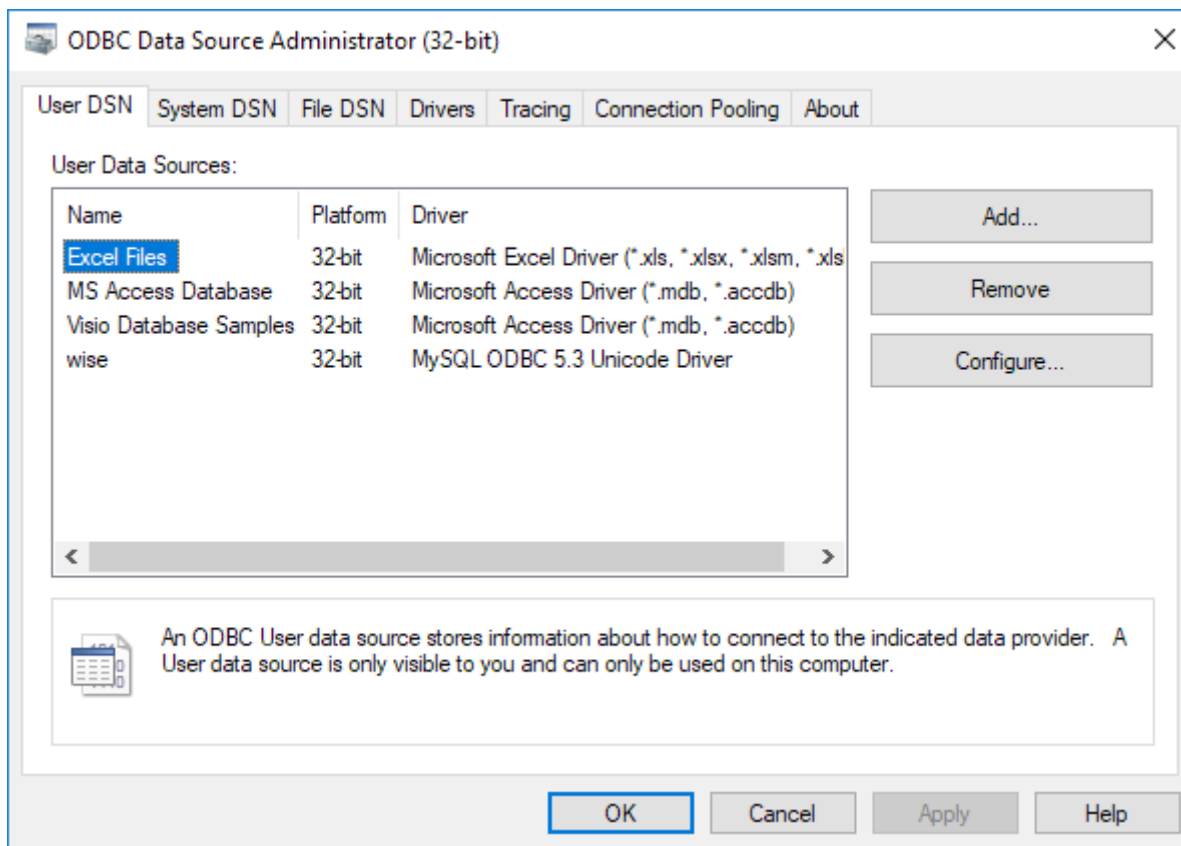 ODBC Data Source Administrator (32-bit)
User DSN System DSN File DSN Drivers Tracing Connection Pooling About
User Data Sources:
Name Platform Driver
Excel Files 32-bit Microsoft Excel Driver (*.xls, *.xlsx, *.xlsm, *.xls
MS Access Database 32-bit Microsoft Access Driver (*.mdb, *.accdb)
Visio Database Samples 32-bit Microsoft Access Driver (*.mdb, *.accdb)
wise 32-bit MySQL ODBC 5.3 Unicode Driver
Add...
Remove
Configure...
An ODBC User data source stores information about how to connect to the indicated data provider. A
User data source is only visible to you and can only be used on this computer.
OK Cancel Apply Help